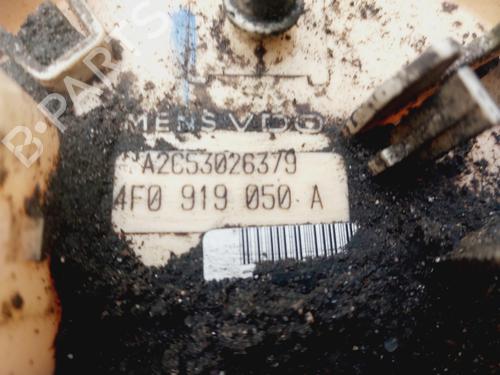 MENS VDO
A2C53026379
4F0 919 050 A
B-PARTS